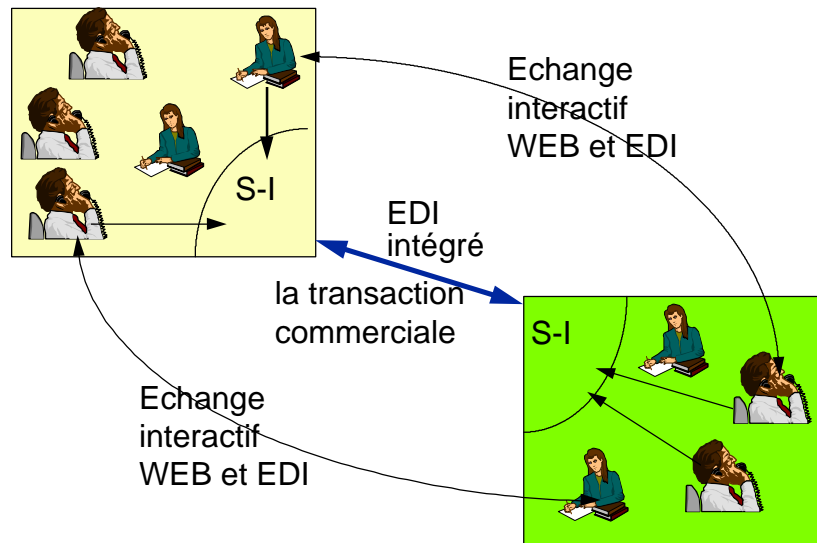 Echange
interactif
WEB et EDI
S-I
EDI
intégré
la transaction
commerciale
S-I
Echange
interactif
WEB et EDI